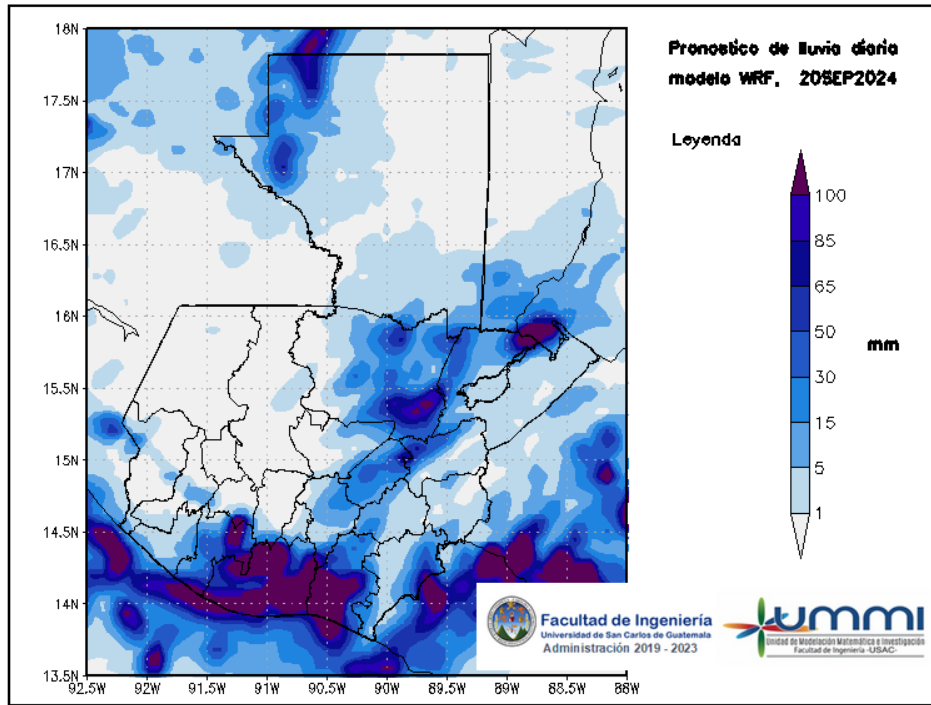 Pronostico de lluvia diaria
modelo WRF, 20SEP2024
Leyenda
100
85
65
50
30
15
5
1
mm
18N
17.5N
17N
16.5N
16N
15.5N
15N
14.5N
14N
13.5N
92.5W
92W
91.5W
91W
90.5W
90W
89.5W
89W
88.5W
88W
Facultad de Ingeniería
Universidad de San Carlos de Guatemala
Administración 2019 - 2023
UMMI
Unidad de Modelación Matemática e Investigación
Facultad de Ingeniería -USAC-